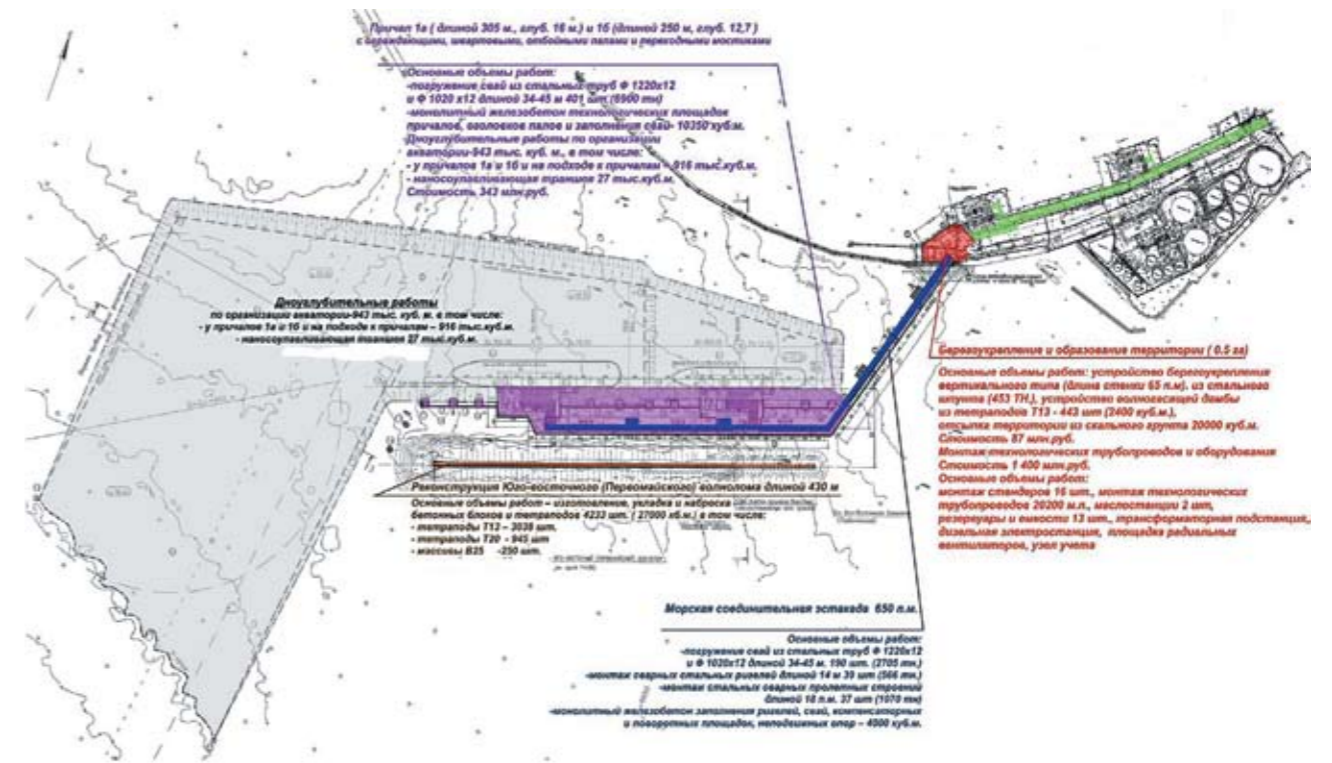 Причал 1а ( длиной 305 м., глуб. 16 м.) и 1б (длиной 250 м, глуб. 12,7 )
с ограждающими, швартовыми, отбойными палами и переходными мостиками
Основные объемы работ:
-погружение свай из стальных труб Ф 1220х12
и Ф 1020 х12 длиной 34-45 м 401 шт (6900 тн)
-монолитный железобетон технологических площадок
причалов, оголовков палов и заполнения свай- 10350 куб.м.
Дноуглубительные работы по организации
акватории-943 тыс. куб. м., в том числе:
- у причалов 1а и 1б и на подходе к причалам – 916 тыс.куб.м.
- наносоулавливающая траншея 27 тыс.куб.м.
Стоимость 343 млн.руб.
Дноуглубительные работы
по организации акватории-943 тыс. куб. м. в том числе:
- у причалов 1а и 1б и на подходе к причалам – 916 тыс.куб.м.
- наносоулавливающая траншея 27 тыс.куб.м.
Берегоукрепление и образование территории ( 0.5 га)
Основные объемы работ: устройство берегоукрепления
вертикального типа (длина стенки 65 п.м). из стального
шпунта (453 ТН.), устройство волногасящей дамбы
из тетраподов Т13 - 443 шт (2400 куб.м.),
отсыпка территории из скального грунта 20000 куб.м.
Стоимость 87 млн.руб.
Монтаж технологических трубопроводов и оборудования
Стоимость 1 400 млн.руб.
Основные объемы работ:
монтаж стендеров 16 шт., монтаж технологических
трубопроводов 20200 м.п., маслостанции 2 шт,
резервуары и емкости 13 шт., трансформаторная подстанция,
дизельная электростанция, площадка радиальных
вентиляторов, узел учета
Реконструкция Юго-восточного (Первомайского) волнолома длиной 430 м
Основные объемы работ – изготовление, укладка и наброска
бетонных блоков и тетраподов 4233 шт. ( 27000 кб.м.) в том числе:
- тетраподы Т13 – 3038 шт.
- тетраподы Т20 - 945 шт
- массивы В25 -250 шт.
Морская соединительная эстакада 650 п.м.
Основные объемы работ:
-погружение свай из стальных труб Ф 1220х12
и Ф 1020х12 длиной 34-45 м. 190 шт. (2705 тн.)
-монтаж сварных стальных ригелей длиной 14 м 39 шт (566 тн.)
-монтаж стальных сварных пролетных строений
длиной 18 п.м. 37 шт (1070 тн)
-монолитный железобетон заполнения ригелей, свай, компенсаторных
и поворотных площадок, неподвижных опор – 4000 куб.м.